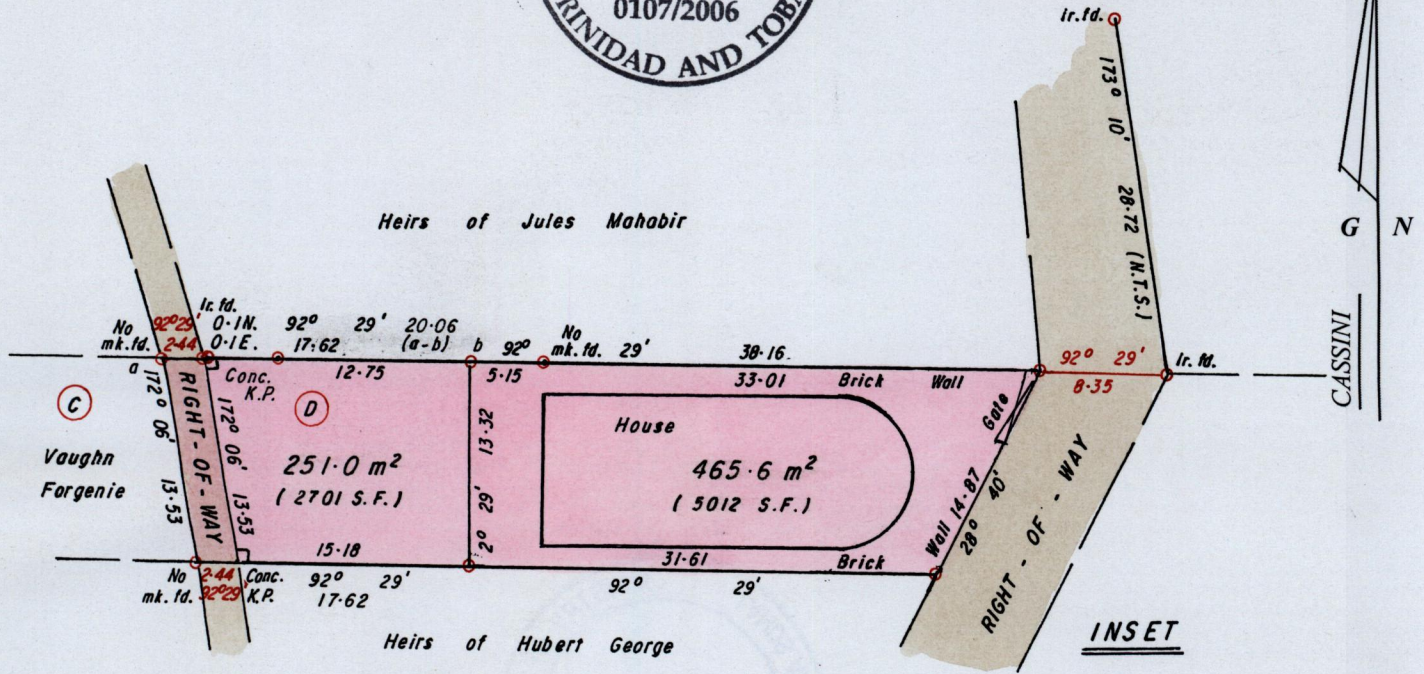 0107/2006
RINIDAD AND TOBA
Ir. fd.
173° 10' 28·72 (N.T.S.)
G N
CASSINI
Heirs of Jules Mahabir
Ir. fd.
No 92°29' 0·1N. 92° 29' 20·06 No
mk.fd. 2·44 0·1E. 17·62 (a-b) b 92° mk.fd. 29' 38·16 92° 29' Ir. fd.
a Conc. 12·75 5·15 33·01 Brick Wall 8·35
K.P.
C
D
172° 06' 13·53
RIGHT-OF-WAY
172° 06' 13·53
Vaughn
Forgenie
251·0 m²
(2701 S.F.)
2° 29' 13·32
House
465·6 m²
(5012 S.F.)
Gate
Wall 14·87
28° 40'
RIGHT - OF - WAY
15·18 31·61 Brick
No 2·44 Conc. 92° 29' 92° 29'
mk. fd. 92°29' K.P. 17·62
Heirs of Hubert George
INSET